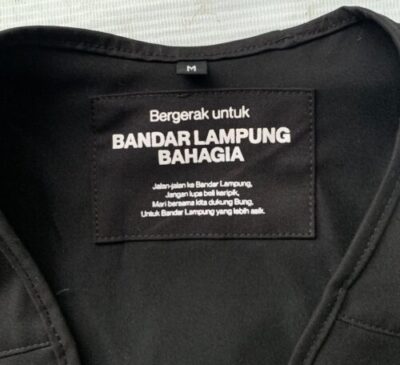 M
Bergerak untuk
BANDAR LAMPUNG
BAHAGIA
Jalan-jalan ke Bandar Lampung,
Jangan lupa beli keripik,
Mari bersama kita dukung Bung,
Untuk Bandar Lampung yang lebih asik.